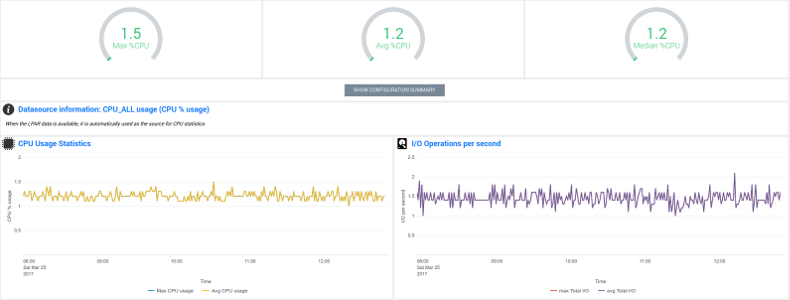 1.5
Max %CPU
1.2
Avg %CPU
1.2
Median %CPU
SHOW CONFIGURATION SUMMARY
Datasource information: CPU_ALL usage (CPU % usage)
When the LPAR data is available, it is automatically used as the source for CPU statistics
CPU Usage Statistics
2
1.5
1
0.5
CPU % usage
08:00
09:00
10:00
11:00
12:00
Sat Mar 25
2017
Time
Max CPU usage
Avg CPU usage
I/O Operations per second
2.5
2
1.5
1
0.5
I/O per second
08:00
09:00
10:00
11:00
12:00
Sat Mar 25
2017
Time
max Total I/O
avg Total I/O